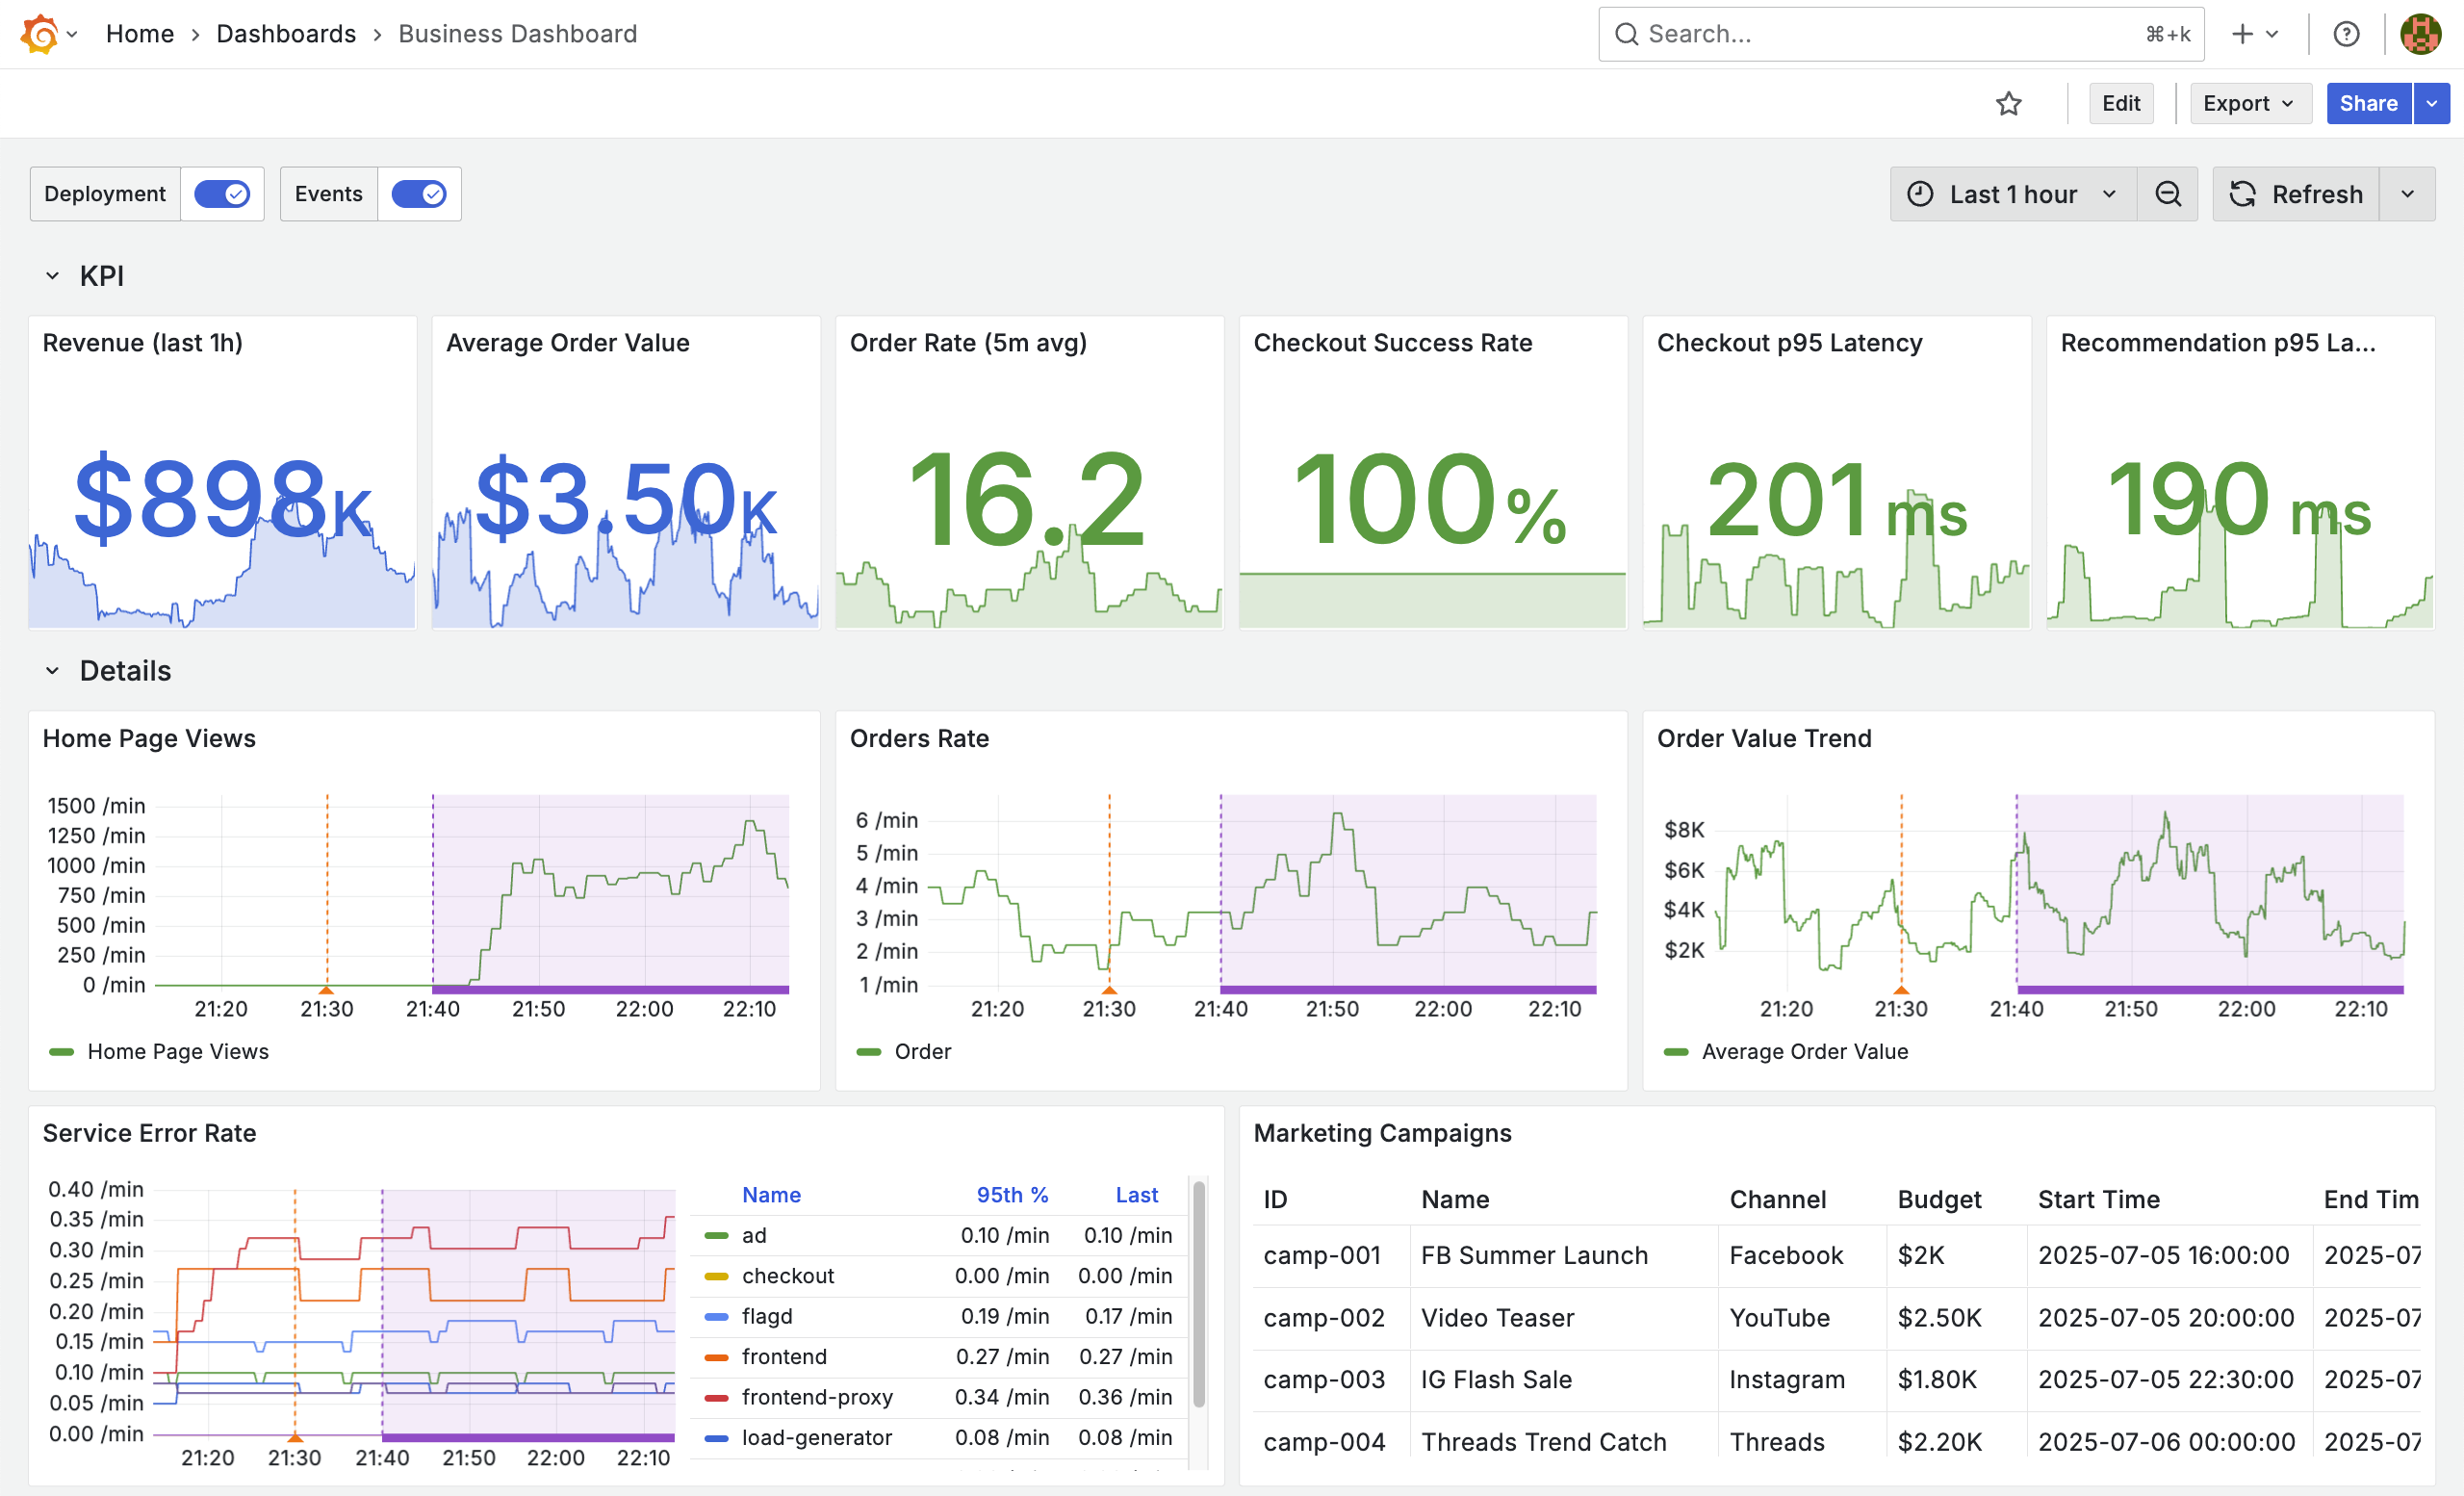 Home › Dashboards › Business Dashboard
Search...
⌘+k
Edit
Export
Share
Deployment
Events
Last 1 hour
Refresh
KPI
Revenue (last 1h)
$898K
Average Order Value
$3.50K
Order Rate (5m avg)
16.2
Checkout Success Rate
100%
Checkout p95 Latency
201 ms
Recommendation p95 La...
190 ms
Details
Home Page Views
1500 /min
1250 /min
1000 /min
750 /min
500 /min
250 /min
0 /min
21:20 21:30 21:40 21:50 22:00 22:10
Home Page Views
Orders Rate
6 /min
5 /min
4 /min
3 /min
2 /min
1 /min
21:20 21:30 21:40 21:50 22:00 22:10
Order
Order Value Trend
$8K
$6K
$4K
$2K
21:20 21:30 21:40 21:50 22:00 22:10
Average Order Value
Service Error Rate
0.40 /min
0.35 /min
0.30 /min
0.25 /min
0.20 /min
0.15 /min
0.10 /min
0.05 /min
0.00 /min
21:20 21:30 21:40 21:50 22:00 22:10
Name 95th % Last
ad 0.10 /min 0.10 /min
checkout 0.00 /min 0.00 /min
flagd 0.19 /min 0.17 /min
frontend 0.27 /min 0.27 /min
frontend-proxy 0.34 /min 0.36 /min
load-generator 0.08 /min 0.08 /min
Marketing Campaigns
ID Name Channel Budget Start Time End Tim
camp-001 FB Summer Launch Facebook $2K 2025-07-05 16:00:00 2025-07
camp-002 Video Teaser YouTube $2.50K 2025-07-05 20:00:00 2025-07
camp-003 IG Flash Sale Instagram $1.80K 2025-07-05 22:30:00 2025-07
camp-004 Threads Trend Catch Threads $2.20K 2025-07-06 00:00:00 2025-07